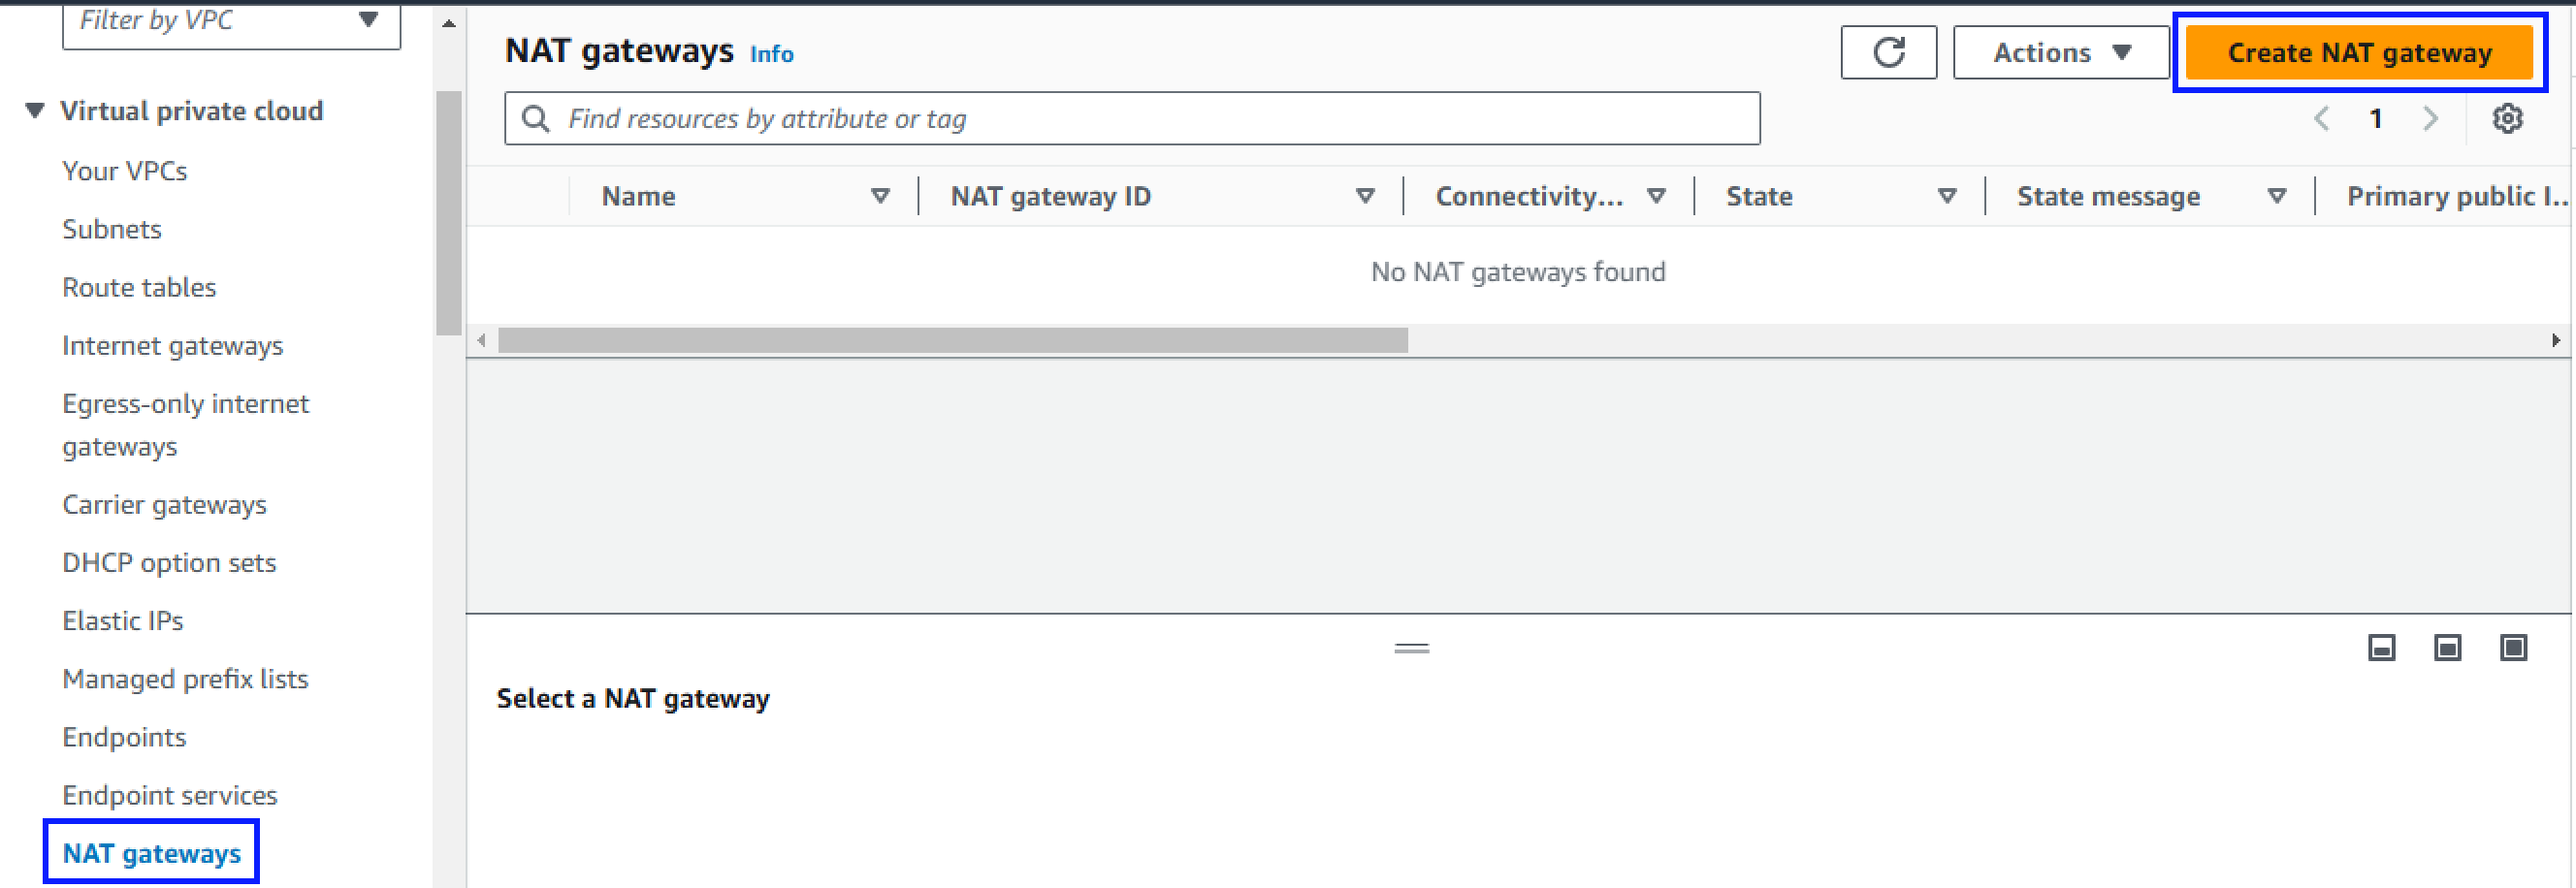 Filter by VPC
Virtual private cloud
Your VPCs
Subnets
Route tables
Internet gateways
Egress-only internet
gateways
Carrier gateways
DHCP option sets
Elastic IPs
Managed prefix lists
Endpoints
Endpoint services
NAT gateways
NAT gateways Info
Actions
Create NAT gateway
Find resources by attribute or tag
1
Name NAT gateway ID Connectivity... State State message Primary public I...
No NAT gateways found
Select a NAT gateway